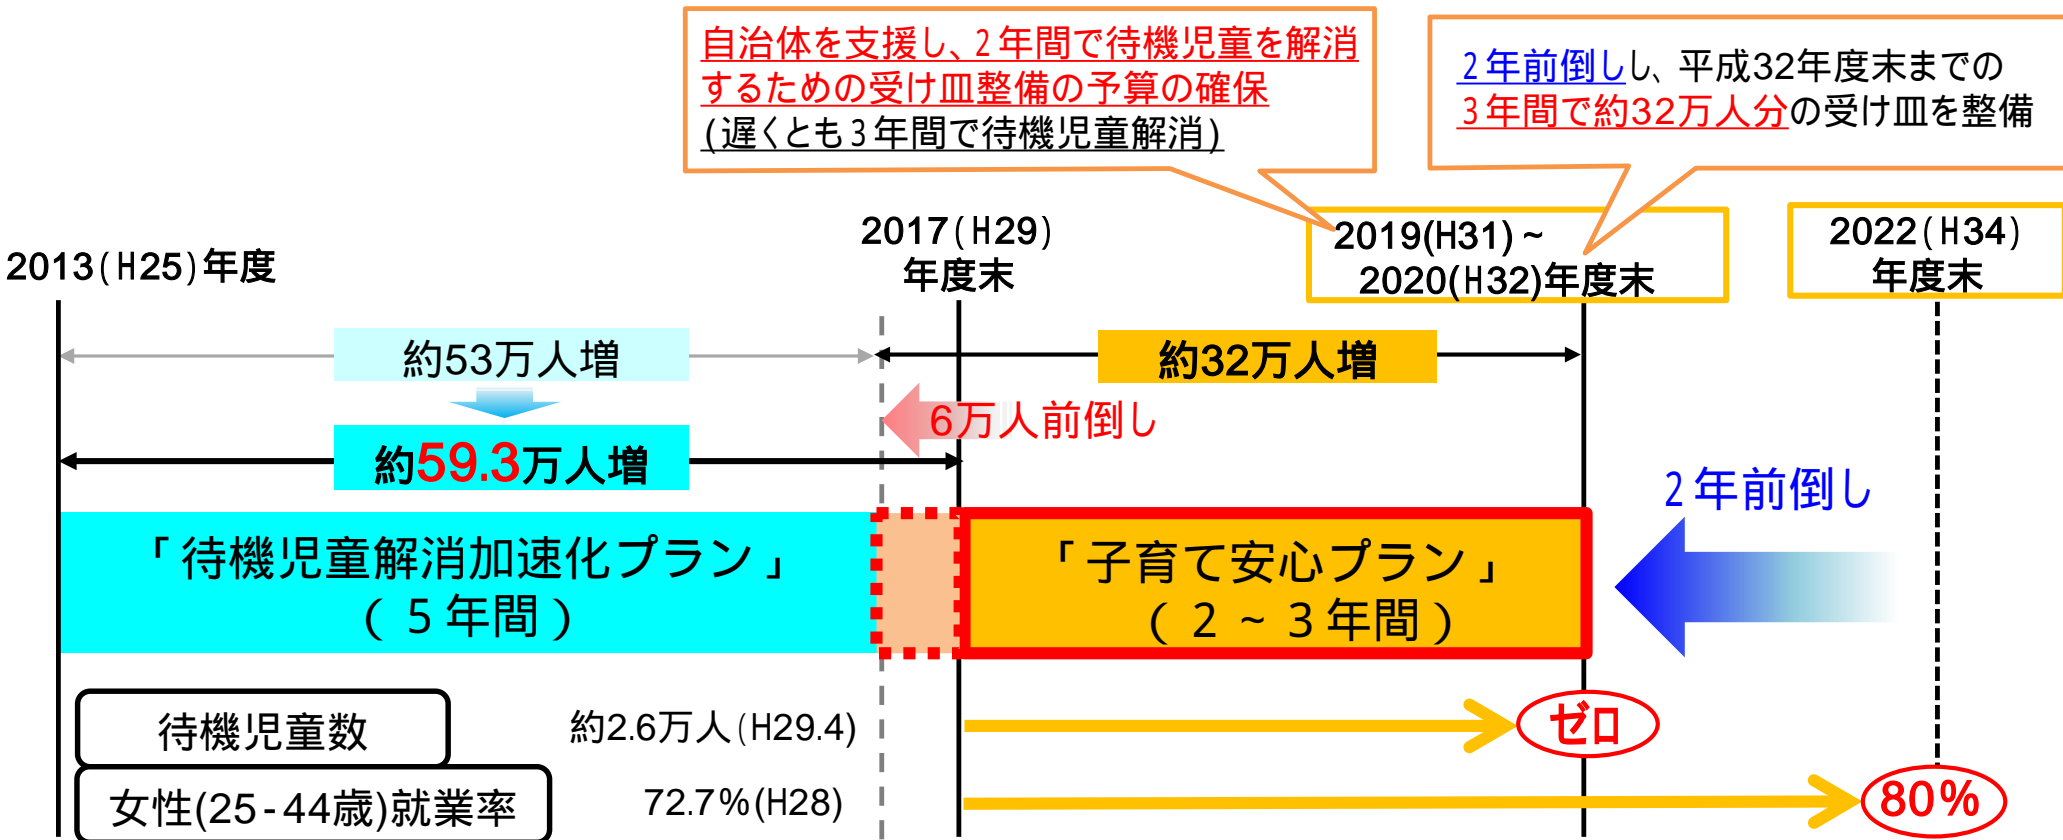 自治体を支援し、2年間で待機児童を解消
するための受け皿整備の予算の確保
(遅くとも3年間で待機児童解消)
2年前倒しし、平成32年度末までの
3年間で約32万人分の受け皿を整備
2013(H25)年度
2017(H29)
年度末
2019(H31)~
2020(H32)年度末
2022(H34)
年度末
約53万人増
約32万人増
6万人前倒し
約59.3万人増
2年前倒し
「待機児童解消加速化プラン」
(5年間)
「子育て安心プラン」
(2~3年間)
待機児童数
約2.6万人(H29.4)
ゼロ
女性(25-44歳)就業率
72.7%(H28)
80%